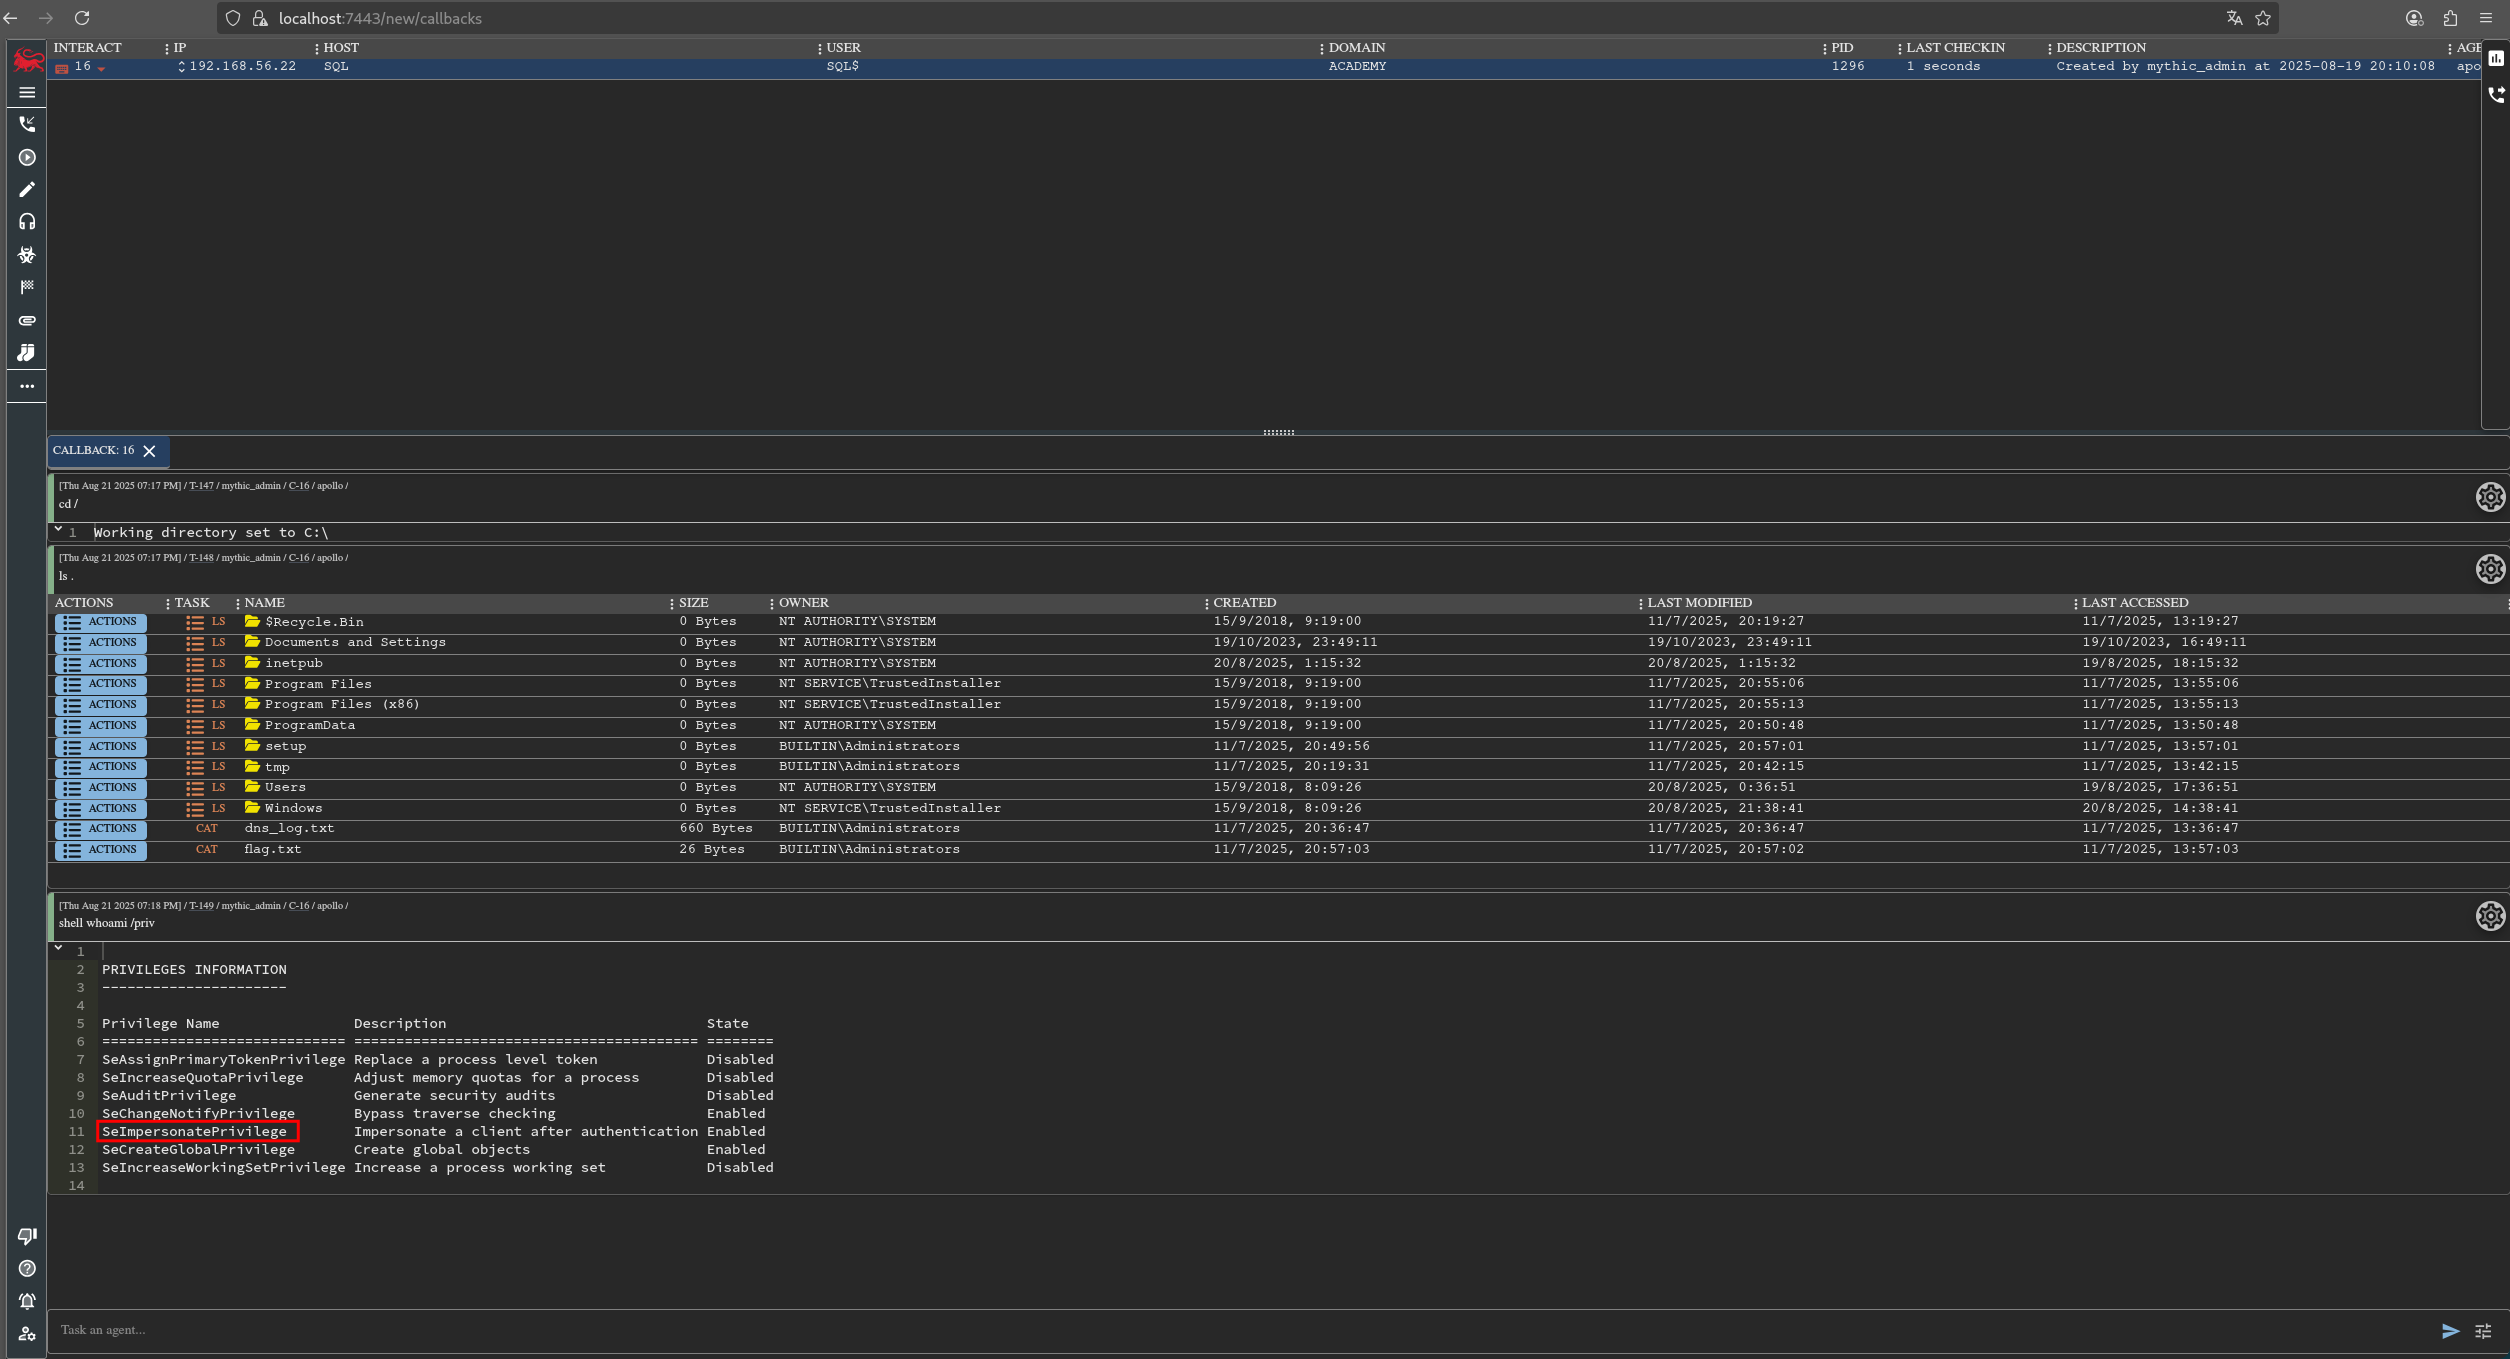 localhost:7443/new/callbacks
INTERACT IP HOST USER DOMAIN PID LAST CHECKIN DESCRIPTION AGE
16 192.168.56.22 SQL SQL$ ACADEMY 1296 1 seconds Created by mythic_admin at 2025-08-19 20:10:08 apo
CALLBACK: 16
[Thu Aug 21 2025 07:17 PM] / T-147 / mythic_admin / C-16 / apollo /
cd /
1 Working directory set to C:\
[Thu Aug 21 2025 07:17 PM] / T-148 / mythic_admin / C-16 / apollo /
ls .
ACTIONS TASK NAME SIZE OWNER CREATED LAST MODIFIED LAST ACCESSED
ACTIONS LS $Recycle.Bin 0 Bytes NT AUTHORITY\SYSTEM 15/9/2018, 9:19:00 11/7/2025, 20:19:27 11/7/2025, 13:19:27
ACTIONS LS Documents and Settings 0 Bytes NT AUTHORITY\SYSTEM 19/10/2023, 23:49:11 19/10/2023, 23:49:11 19/10/2023, 16:49:11
ACTIONS LS inetpub 0 Bytes NT AUTHORITY\SYSTEM 20/8/2025, 1:15:32 20/8/2025, 1:15:32 19/8/2025, 18:15:32
ACTIONS LS Program Files 0 Bytes NT SERVICE\TrustedInstaller 15/9/2018, 9:19:00 11/7/2025, 20:55:06 11/7/2025, 13:55:06
ACTIONS LS Program Files (x86) 0 Bytes NT SERVICE\TrustedInstaller 15/9/2018, 9:19:00 11/7/2025, 20:55:13 11/7/2025, 13:55:13
ACTIONS LS ProgramData 0 Bytes NT AUTHORITY\SYSTEM 15/9/2018, 9:19:00 11/7/2025, 20:50:48 11/7/2025, 13:50:48
ACTIONS LS setup 0 Bytes BUILTIN\Administrators 11/7/2025, 20:49:56 11/7/2025, 20:57:01 11/7/2025, 13:57:01
ACTIONS LS tmp 0 Bytes BUILTIN\Administrators 11/7/2025, 20:19:31 11/7/2025, 20:42:15 11/7/2025, 13:42:15
ACTIONS LS Users 0 Bytes NT AUTHORITY\SYSTEM 15/9/2018, 8:09:26 20/8/2025, 0:36:51 19/8/2025, 17:36:51
ACTIONS LS Windows 0 Bytes NT SERVICE\TrustedInstaller 15/9/2018, 8:09:26 20/8/2025, 21:38:41 20/8/2025, 14:38:41
ACTIONS CAT dns_log.txt 660 Bytes BUILTIN\Administrators 11/7/2025, 20:36:47 11/7/2025, 20:36:47 11/7/2025, 13:36:47
ACTIONS CAT flag.txt 26 Bytes BUILTIN\Administrators 11/7/2025, 20:57:03 11/7/2025, 20:57:02 11/7/2025, 13:57:03
[Thu Aug 21 2025 07:18 PM] / T-149 / mythic_admin / C-16 / apollo /
shell whoami /priv
1
2 PRIVILEGES INFORMATION
3 ----------------------
4
5 Privilege Name Description State
6 ============================= ========================================= ========
7 SeAssignPrimaryTokenPrivilege Replace a process level token Disabled
8 SeIncreaseQuotaPrivilege Adjust memory quotas for a process Disabled
9 SeAuditPrivilege Generate security audits Disabled
10 SeChangeNotifyPrivilege Bypass traverse checking Enabled
11 SeImpersonatePrivilege Impersonate a client after authentication Enabled
12 SeCreateGlobalPrivilege Create global objects Enabled
13 SeIncreaseWorkingSetPrivilege Increase a process working set Disabled
14
Task an agent...